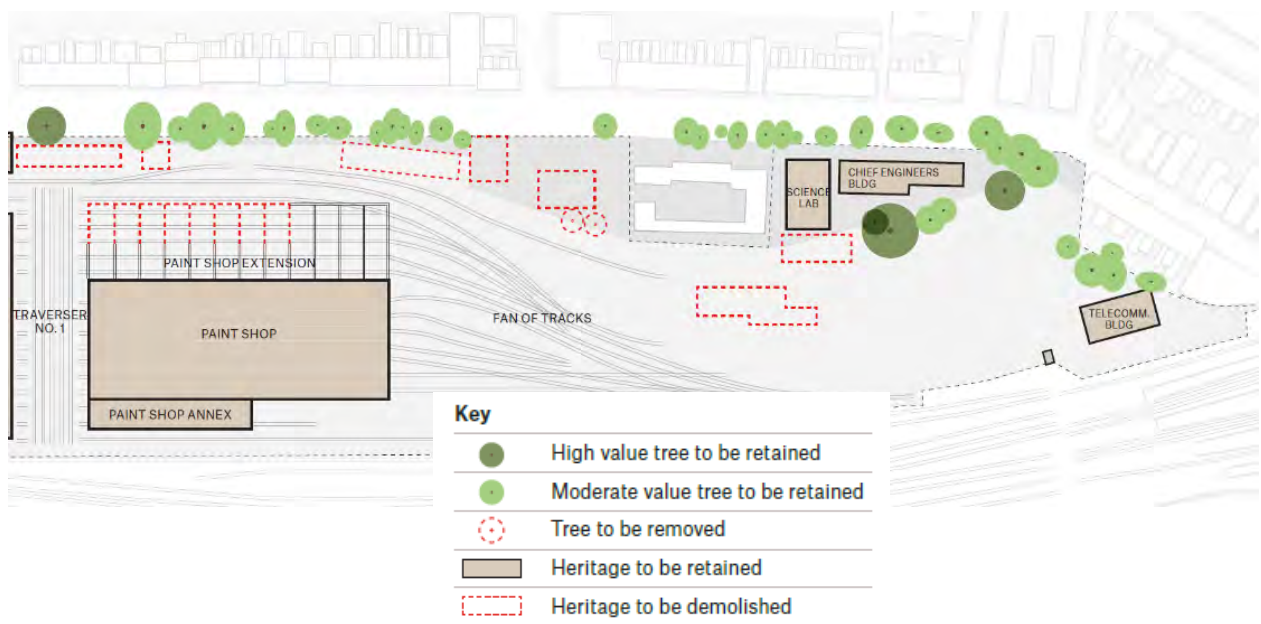 CHIEF ENGINEERS
BLDG
SCIENCE
LAB
PAINT SHOP EXTENSION
TRAVERSER
NO. 1
FAN OF TRACKS
TELECOMM.
BLDG
PAINT SHOP
PAINT SHOP ANNEX
Key
High value tree to be retained
Moderate value tree to be retained
Tree to be removed
Heritage to be retained
Heritage to be demolished